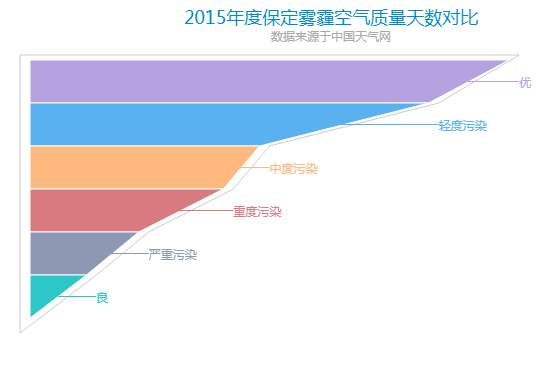 2015年度保定雾霾空气质量天数对比
数据来源于中国天气网
优
轻度污染
中度污染
重度污染
严重污染
良